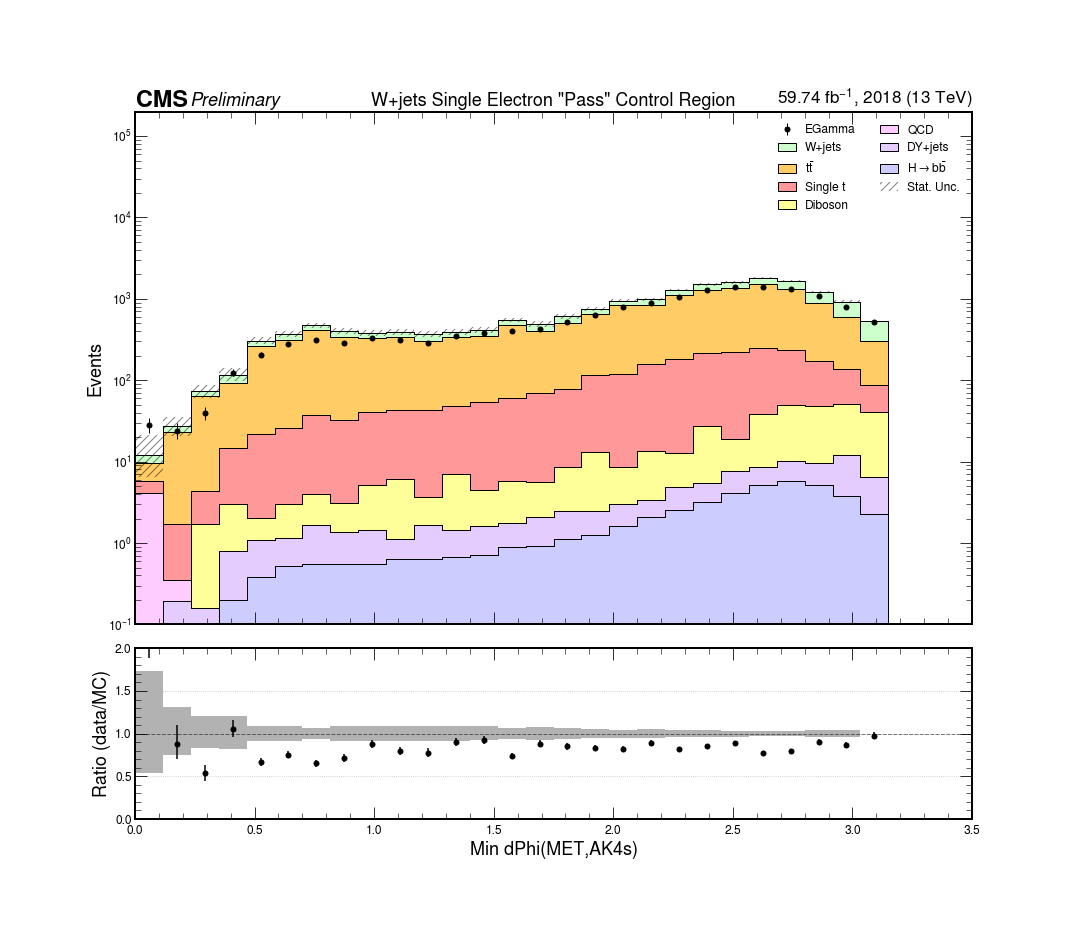 CMS Preliminary W+jets Single Electron "Pass" Control Region 59.74 fb⁻¹, 2018 (13 TeV)
EGamma QCD
W+jets DY+jets
tt̄ H→bb̄
Single t Stat. Unc.
Diboson
10⁵
10⁴
10³
10²
10¹
10⁰
10⁻¹
Events
2.0
1.5
1.0
0.5
0.0
Ratio (data/MC)
0.0 0.5 1.0 1.5 2.0 2.5 3.0 3.5
Min dPhi(MET,AK4s)